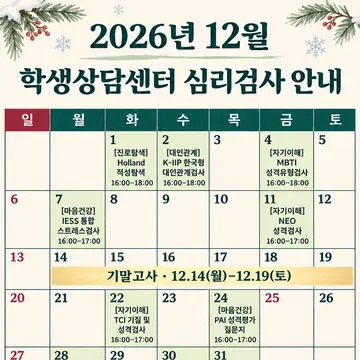 2026년 12월
학생상담센터 심리검사 안내
일 월 화 수 목 금 토
1 2 3 4 5
[진로탐색] [대인관계] [자기이해]
Holland K-IIP 한국형 MBTI
적성탐색 대인관계검사 성격유형검사
16:00~18:00 16:00~18:00 16:00~18:00
6 7 8 9 10 11 12
[마음건강] [자기이해]
IESS 통합 NEO
스트레스검사 성격검사
16:00~17:00 16:00~17:00
13 14 15 16 17 18 19
기말고사 · 12.14(월)~12.19(토)
20 21 22 23 24 25 26
[자기이해] [마음건강]
TCI 기질 및 PAI 성격평가
성격검사 질문지
16:00~17:00 16:00~17:00
27 28 29 30 31